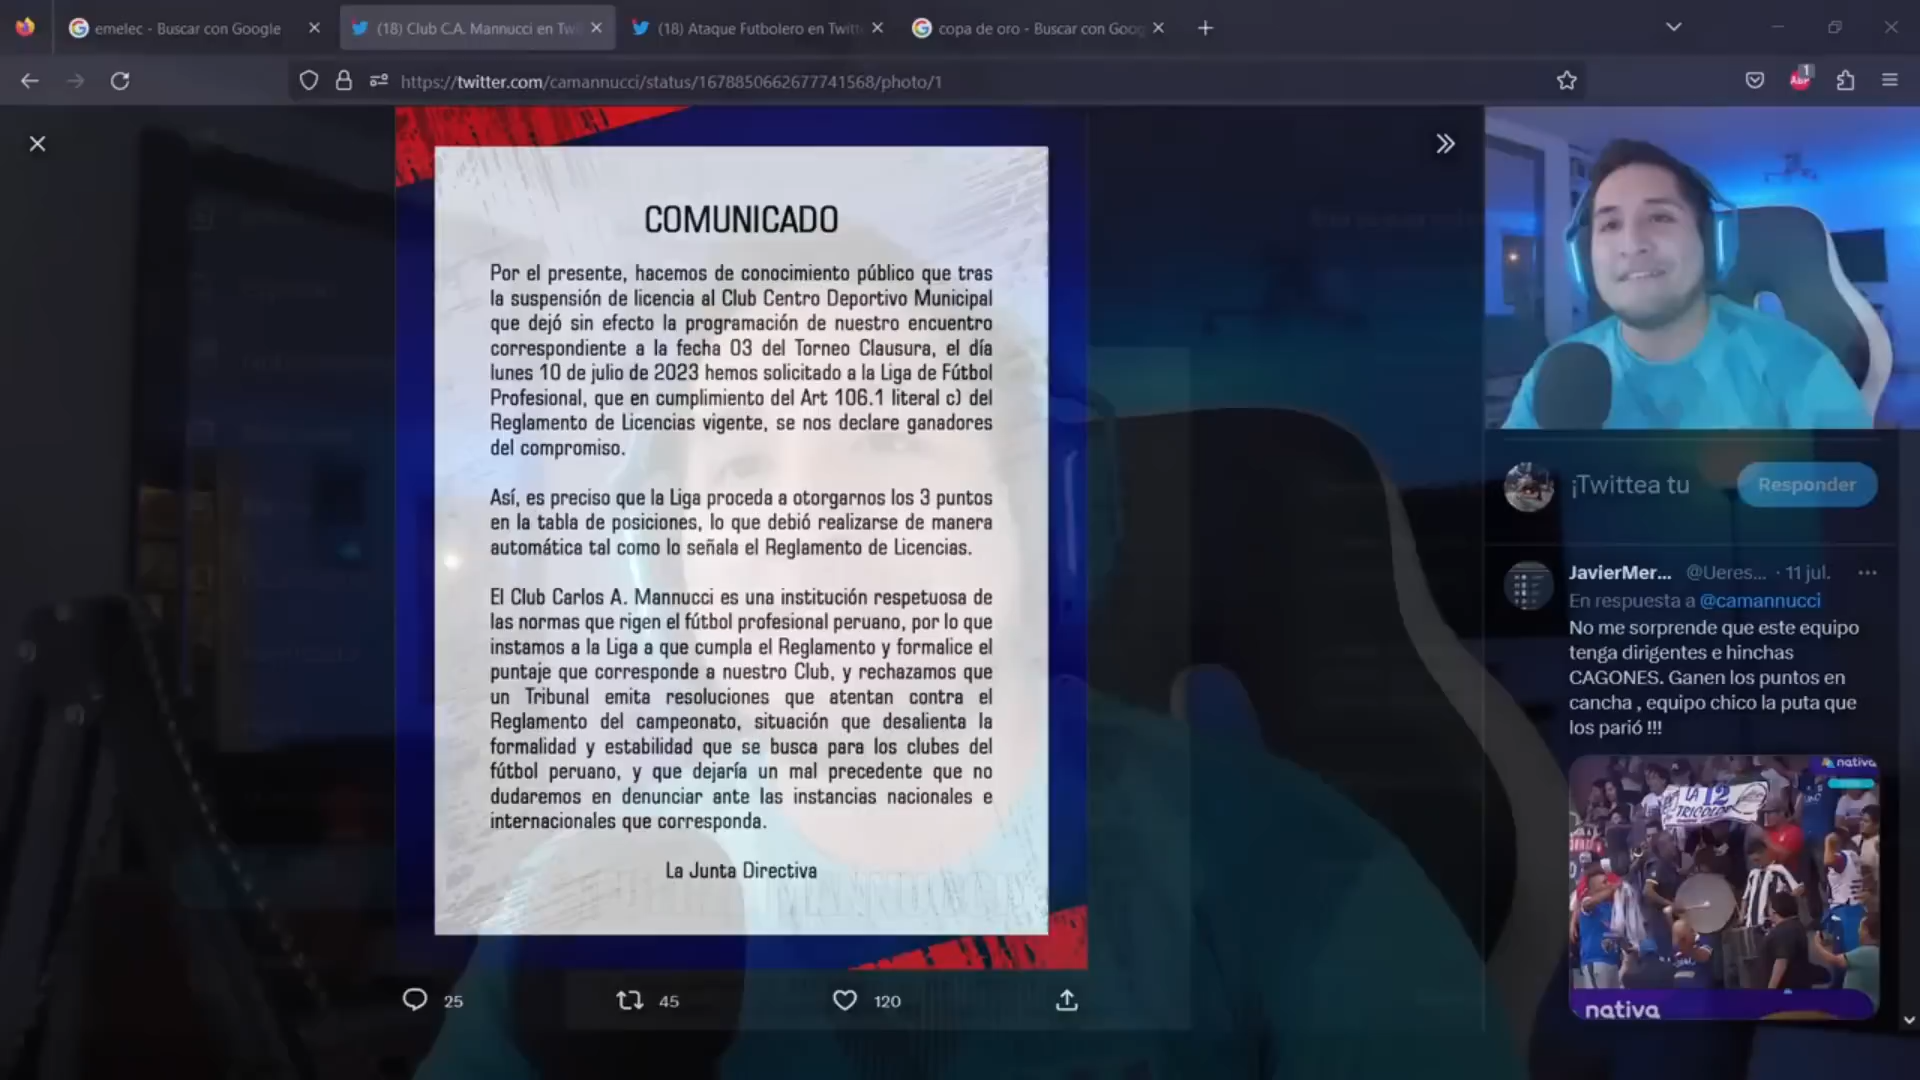 emelec - Buscar con Google
(18) Club C.A. Mannucci en Twi
(18) Ataque Futbolero en Twitt
copa de oro - Buscar con Goog
https://twitter.com/camannucci/status/1678850662677741568/photo/1
ABP
1
COMUNICADO
Por el presente, hacemos de conocimiento público que tras
la suspensión de licencia al Club Centro Deportivo Municipal
que dejó sin efecto la programación de nuestro encuentro
correspondiente a la fecha 03 del Torneo Clausura, el día
lunes 10 de julio de 2023 hemos solicitado a la Liga de Fútbol
Profesional, que en cumplimiento del Art 106.1 literal c) del
Reglamento de Licencias vigente, se nos declare ganadores
del compromiso.
Así, es preciso que la Liga proceda a otorgarnos los 3 puntos
en la tabla de posiciones, lo que debió realizarse de manera
automática tal como lo señala el Reglamento de Licencias.
El Club Carlos A. Mannucci es una institución respetuosa de
las normas que rigen el fútbol profesional peruano, por lo que
instamos a la Liga a que cumpla el Reglamento y formalice el
puntaje que corresponde a nuestro Club, y rechazamos que
un Tribunal emita resoluciones que atentan contra el
Reglamento del campeonato, situación que desalienta la
formalidad y estabilidad que se busca para los clubes del
fútbol peruano, y que dejaría un mal precedente que no
dudaremos en denunciar ante las instancias nacionales e
internacionales que corresponda.
La Junta Directiva
25
45
120
¡Twittea tu
Responder
JavierMer... @Ueres... · 11 jul.
En respuesta a @camannucci
No me sorprende que este equipo
tenga dirigentes e hinchas
CAGONES. Ganen los puntos en
cancha , equipo chico la puta que
los parió !!!
nativa
LA 12
TRICOLOR
nativa